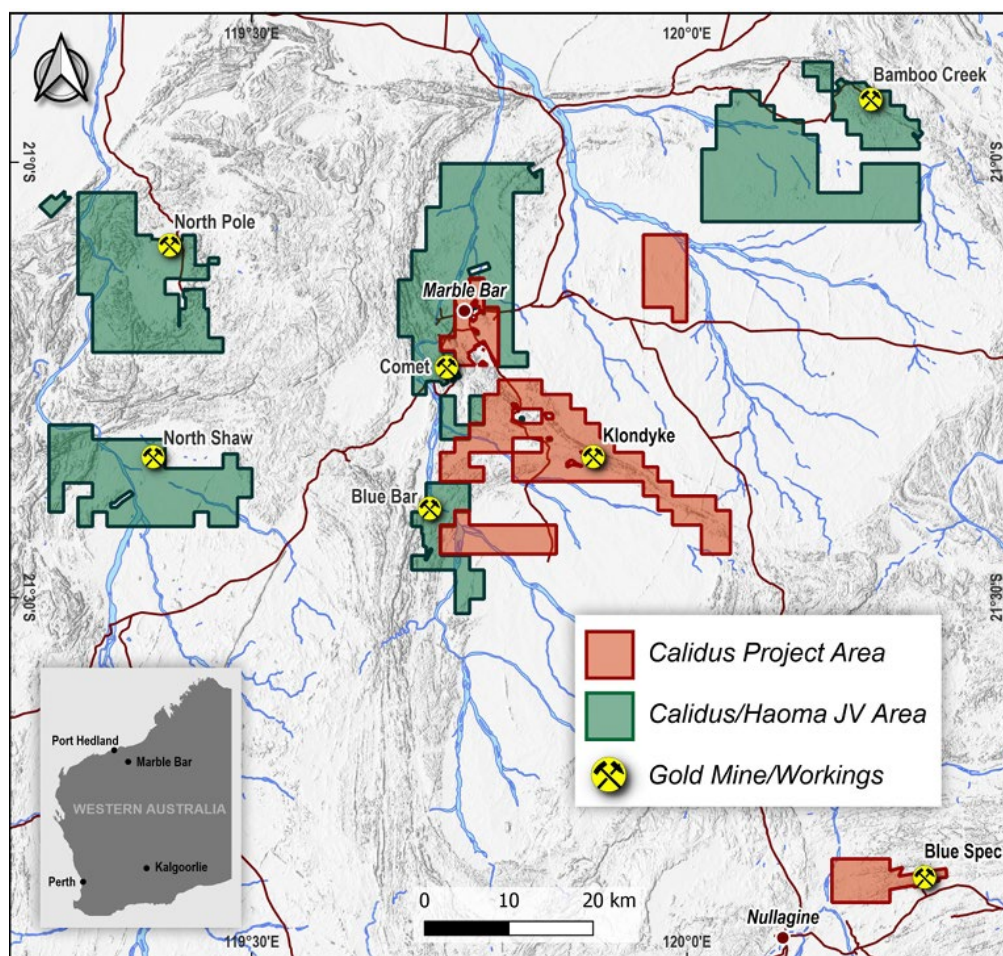 119°30'E
120°0'E
Bamboo Creek
21°0'S
21°0'S
North Pole
Marble Bar
Comet
North Shaw
Klondyke
Blue Bar
21°30'S
21°30'S
Calidus Project Area
Calidus/Haoma JV Area
Gold Mine/Workings
Port Hedland
Marble Bar
WESTERN AUSTRALIA
Kalgoorlie
Perth
Blue Spec
0 10 20 km
Nullagine
119°30'E
120°0'E